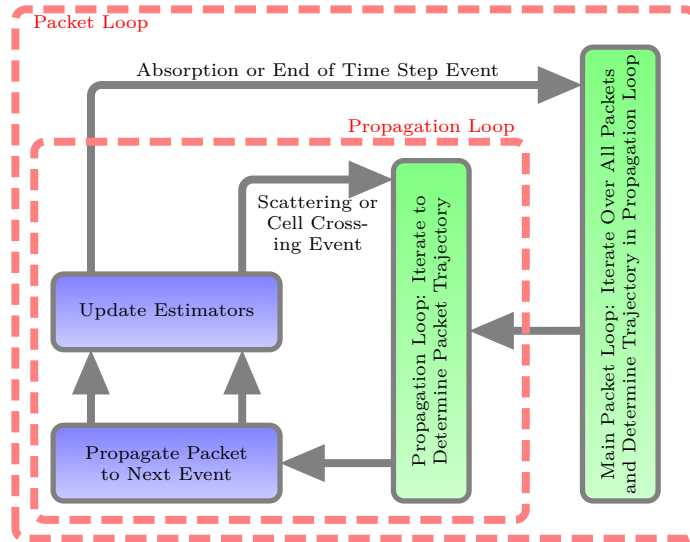 Packet Loop
Absorption or End of Time Step Event
Propagation Loop
Scattering or
Cell Cross-
ing Event
Update Estimators
Propagate Packet
to Next Event
Propagation Loop: Iterate to
Determine Packet Trajectory
Main Packet Loop: Iterate Over All Packets
and Determine Trajectory in Propagation Loop